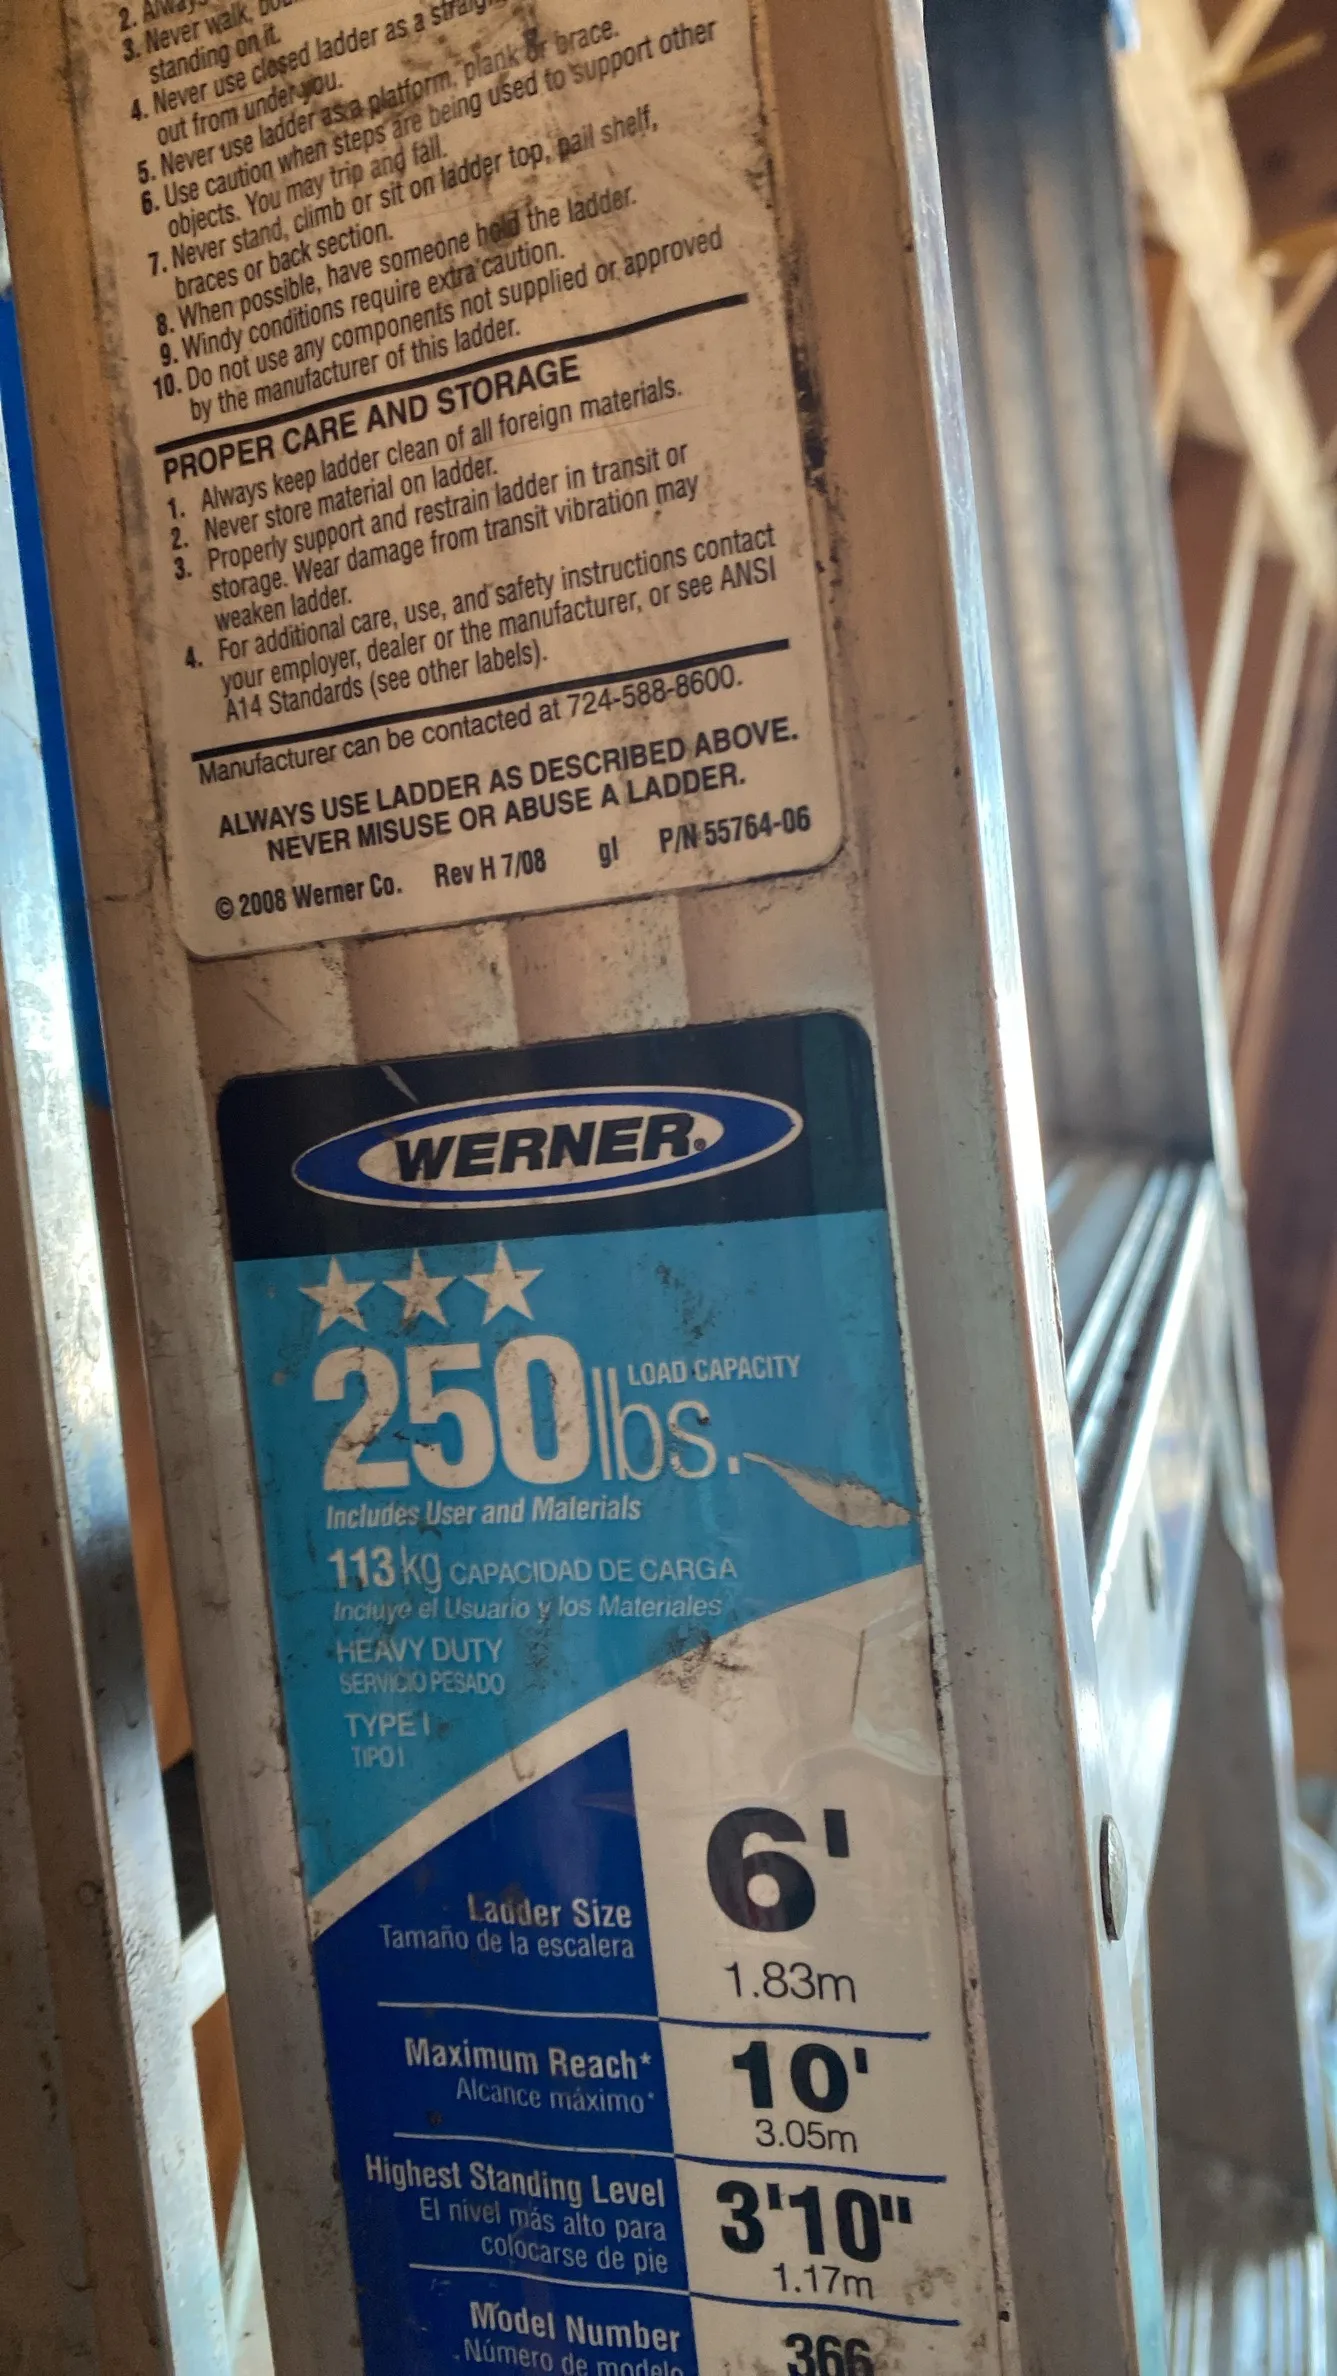 2. Always
3. Never walk,
standing on it.
4. Never use closed ladder as a
out from under you.
5. Never use ladder as a platform, plank or brace.
6. Use caution when steps are being used to support other
objects. You may trip and fall.
7. Never stand, climb or sit on ladder top, pail shelf,
braces or back section.
8. When possible, have someone hold the ladder.
9. Windy conditions require extra caution.
10. Do not use any components not supplied or approved
by the manufacturer of this ladder.
PROPER CARE AND STORAGE
1. Always keep ladder clean of all foreign materials.
2. Never store material on ladder.
3. Properly support and restrain ladder in transit or
storage. Wear damage from transit vibration may
weaken ladder.
4. For additional care, use, and safety instructions contact
your employer, dealer or the manufacturer, or see ANSI
A14 Standards (see other labels).
Manufacturer can be contacted at 724-588-8600.
ALWAYS USE LADDER AS DESCRIBED ABOVE.
NEVER MISUSE OR ABUSE A LADDER.
© 2008 Werner Co. Rev H 7/08 gl P/N 55764-06
WERNER®
250 lbs. LOAD CAPACITY
Includes User and Materials
113 kg CAPACIDAD DE CARGA
Incluye el Usuario y los Materiales
HEAVY DUTY
SERVICIO PESADO
TYPE I
TIPO I
Ladder Size 6'
Tamaño de la escalera 1.83m
Maximum Reach* 10'
Alcance máximo* 3.05m
Highest Standing Level 3'10"
El nivel más alto para
colocarse de pie 1.17m
Model Number 366
Número de modelo